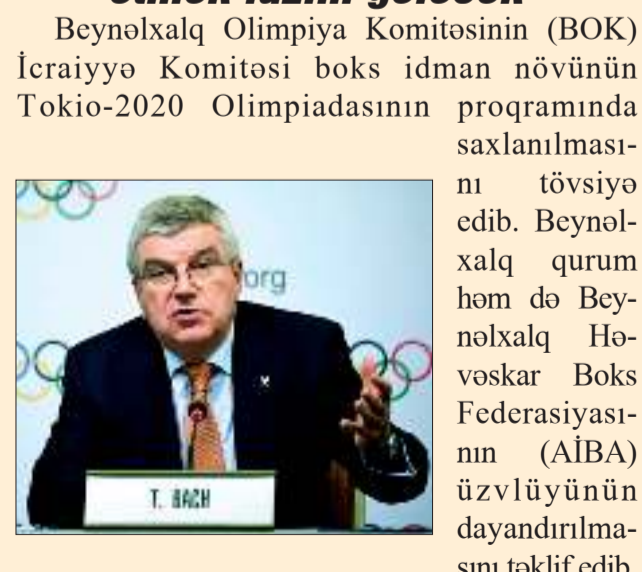 Beynəlxalq Olimpiya Komitəsinin (BOK)
İcraiyyə Komitəsi boks idman növünün
Tokio-2020 Olimpiadasının proqramında
saxlanılması-
nı tövsiyə
edib. Beynəl-
xalq qurum
həm də Bey-
nəlxalq Hə-
vəskar Boks
Federasiyası-
nın (AİBA)
üzvlüyünün
dayandırılma-
sını təklif edib.
org
T. BACH